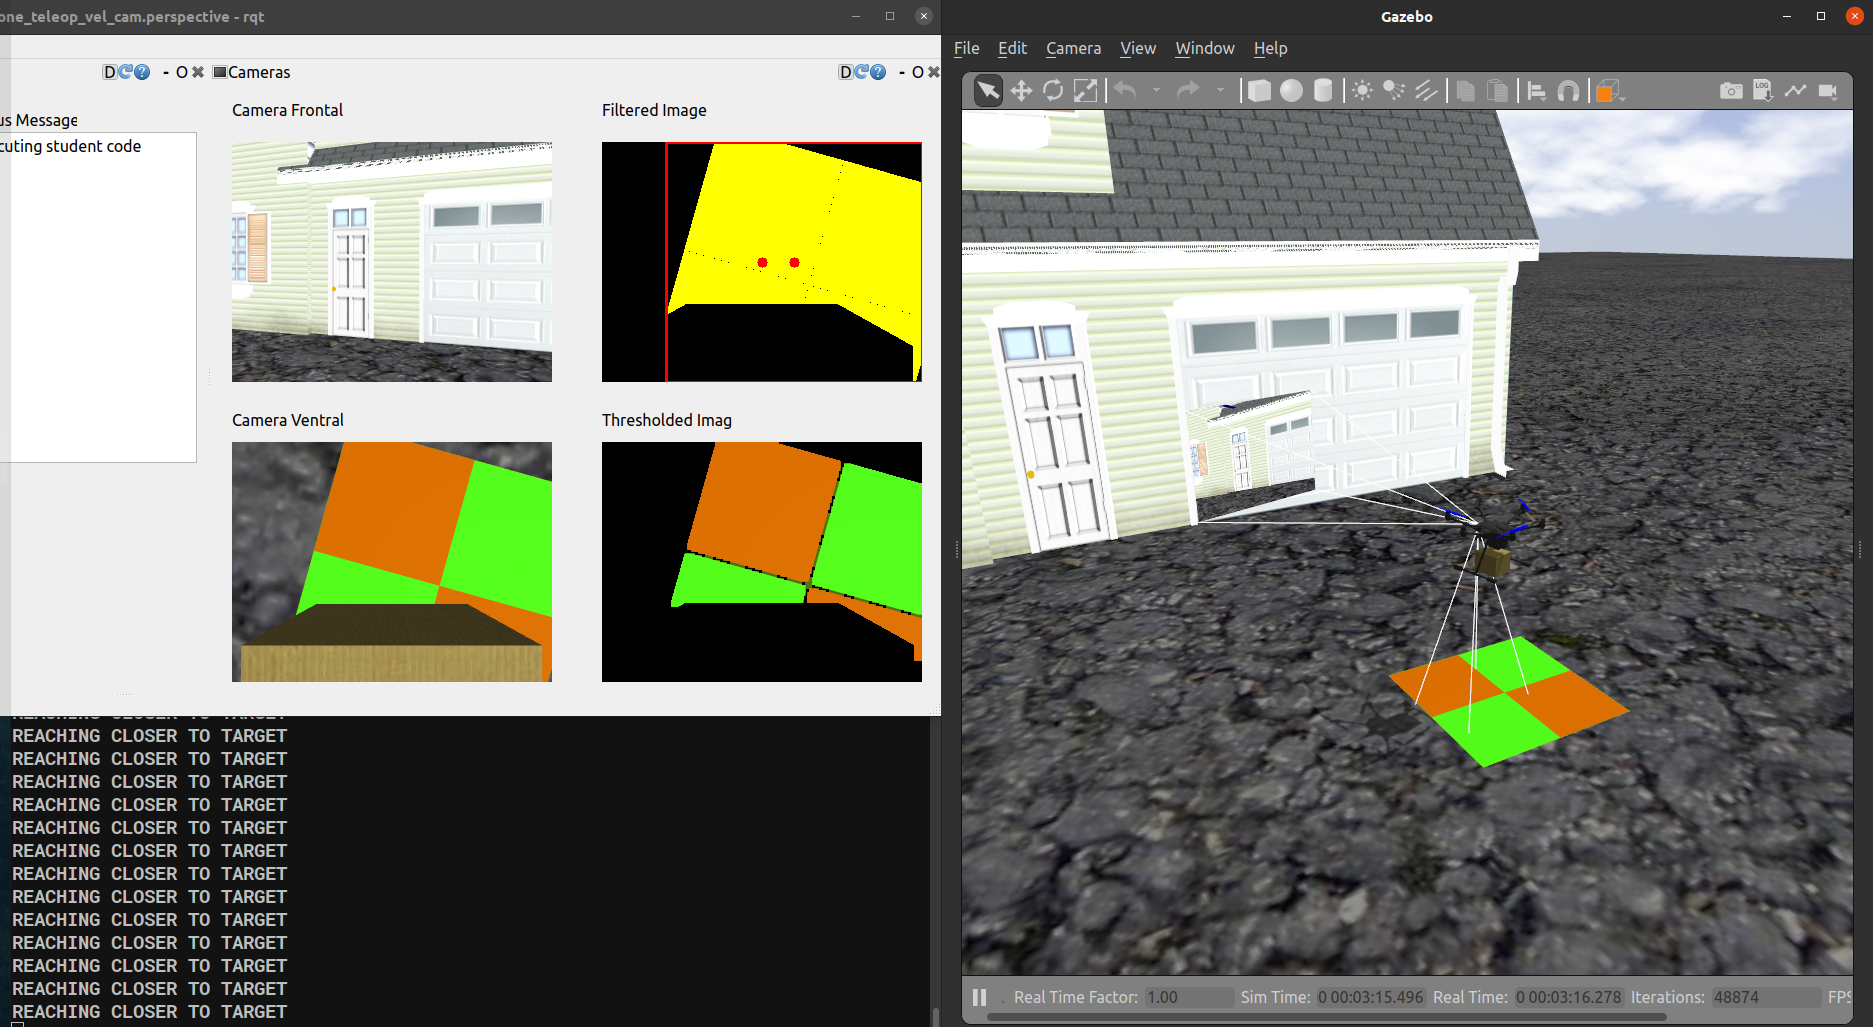 one_teleop_vel_cam.perspective - rqt
D - O Cameras
D - O
us Message
cuting student code
Camera Frontal
Filtered Image
Camera Ventral
Thresholded Imag
REACHING CLOSER TO TARGET
REACHING CLOSER TO TARGET
REACHING CLOSER TO TARGET
REACHING CLOSER TO TARGET
REACHING CLOSER TO TARGET
REACHING CLOSER TO TARGET
REACHING CLOSER TO TARGET
REACHING CLOSER TO TARGET
REACHING CLOSER TO TARGET
REACHING CLOSER TO TARGET
REACHING CLOSER TO TARGET
REACHING CLOSER TO TARGET
REACHING CLOSER TO TARGET
REACHING CLOSER TO TARGET
Gazebo
File Edit Camera View Window Help
LOG
Real Time Factor: 1.00 Sim Time: 0 00:03:15.496 Real Time: 0 00:03:16.278 Iterations: 48874 FPS